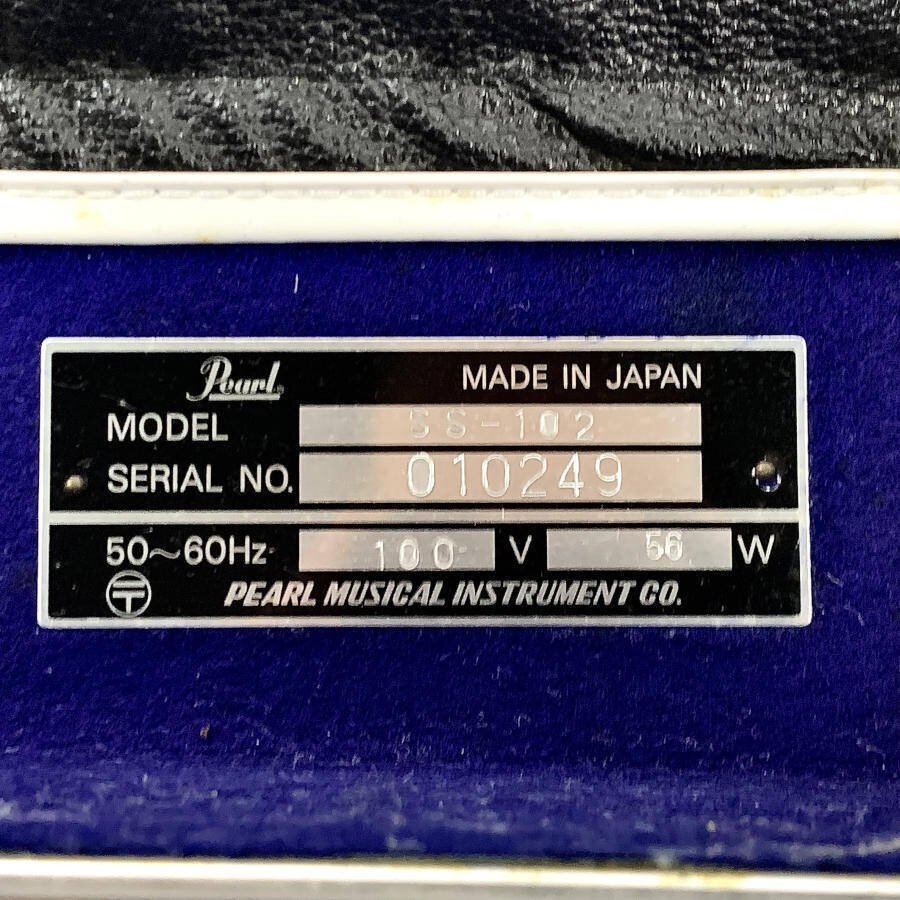 Pearl MADE IN JAPAN
MODEL SS-102
SERIAL NO. 010249
50~60Hz 100 V 56 W
PEARL MUSICAL INSTRUMENT CO.